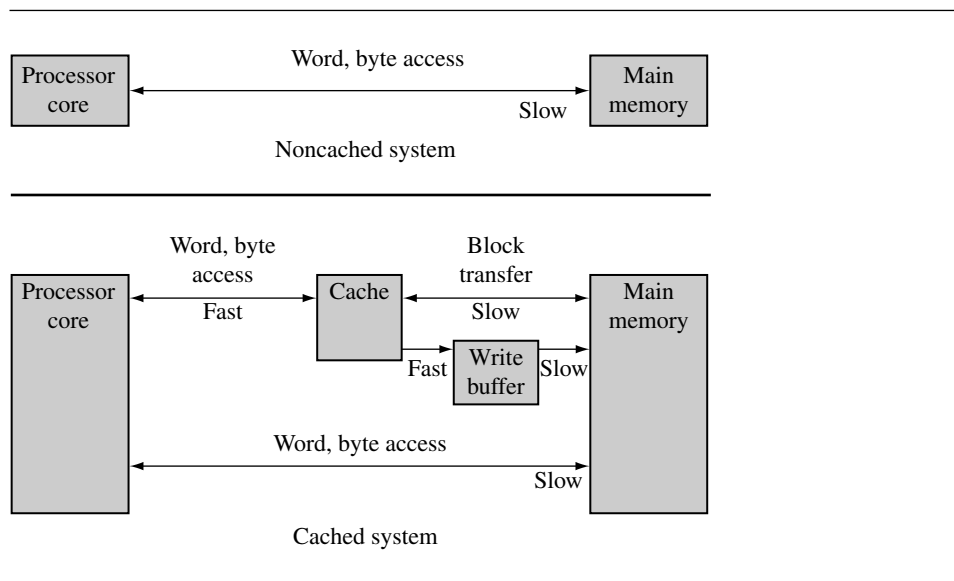 Word, byte access
Processor
core
Main
memory
Slow
Noncached system
Word, byte
access
Block
transfer
Processor
core
Fast
Cache
Slow
Main
memory
Fast
Write
buffer
Slow
Word, byte access
Slow
Cached system